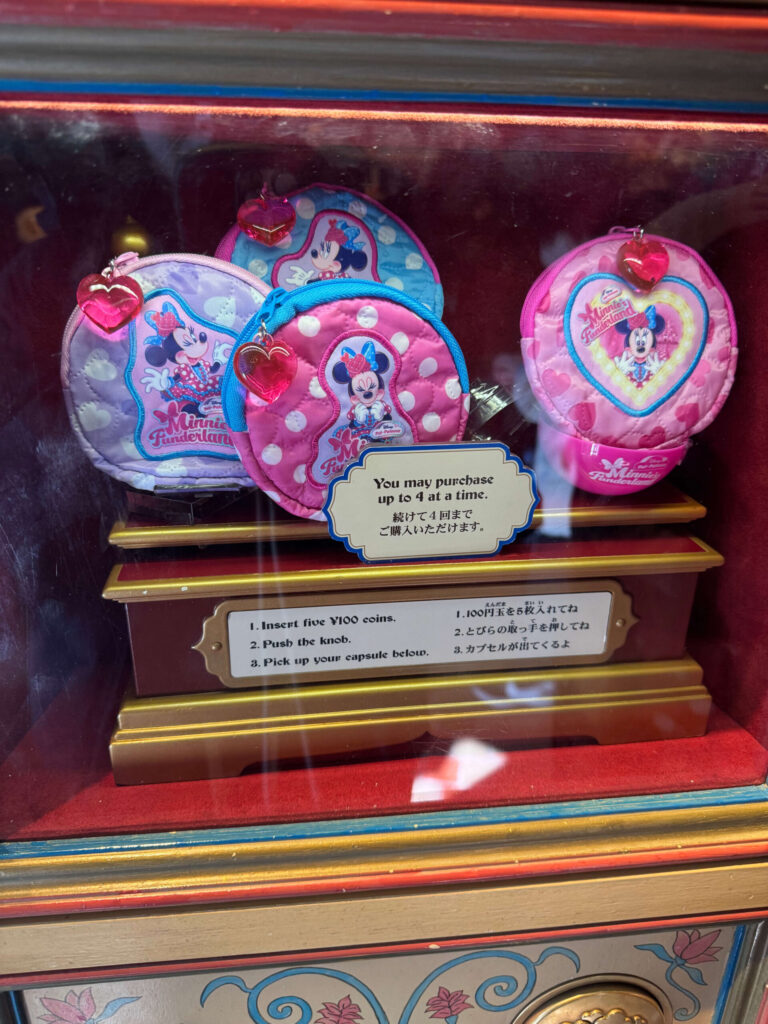 Minnie's
Funderland
Minnie's
Funderland
Minnie's
Funderland
You may purchase
up to 4 at a time.
続けて4回まで
ご購入いただけます。
1. Insert five ¥100 coins.
2. Push the knob.
3. Pick up your capsule below.
1.100円玉を5枚入れてね
2.とびらの取っ手を押してね
3.カプセルが出てくるよ